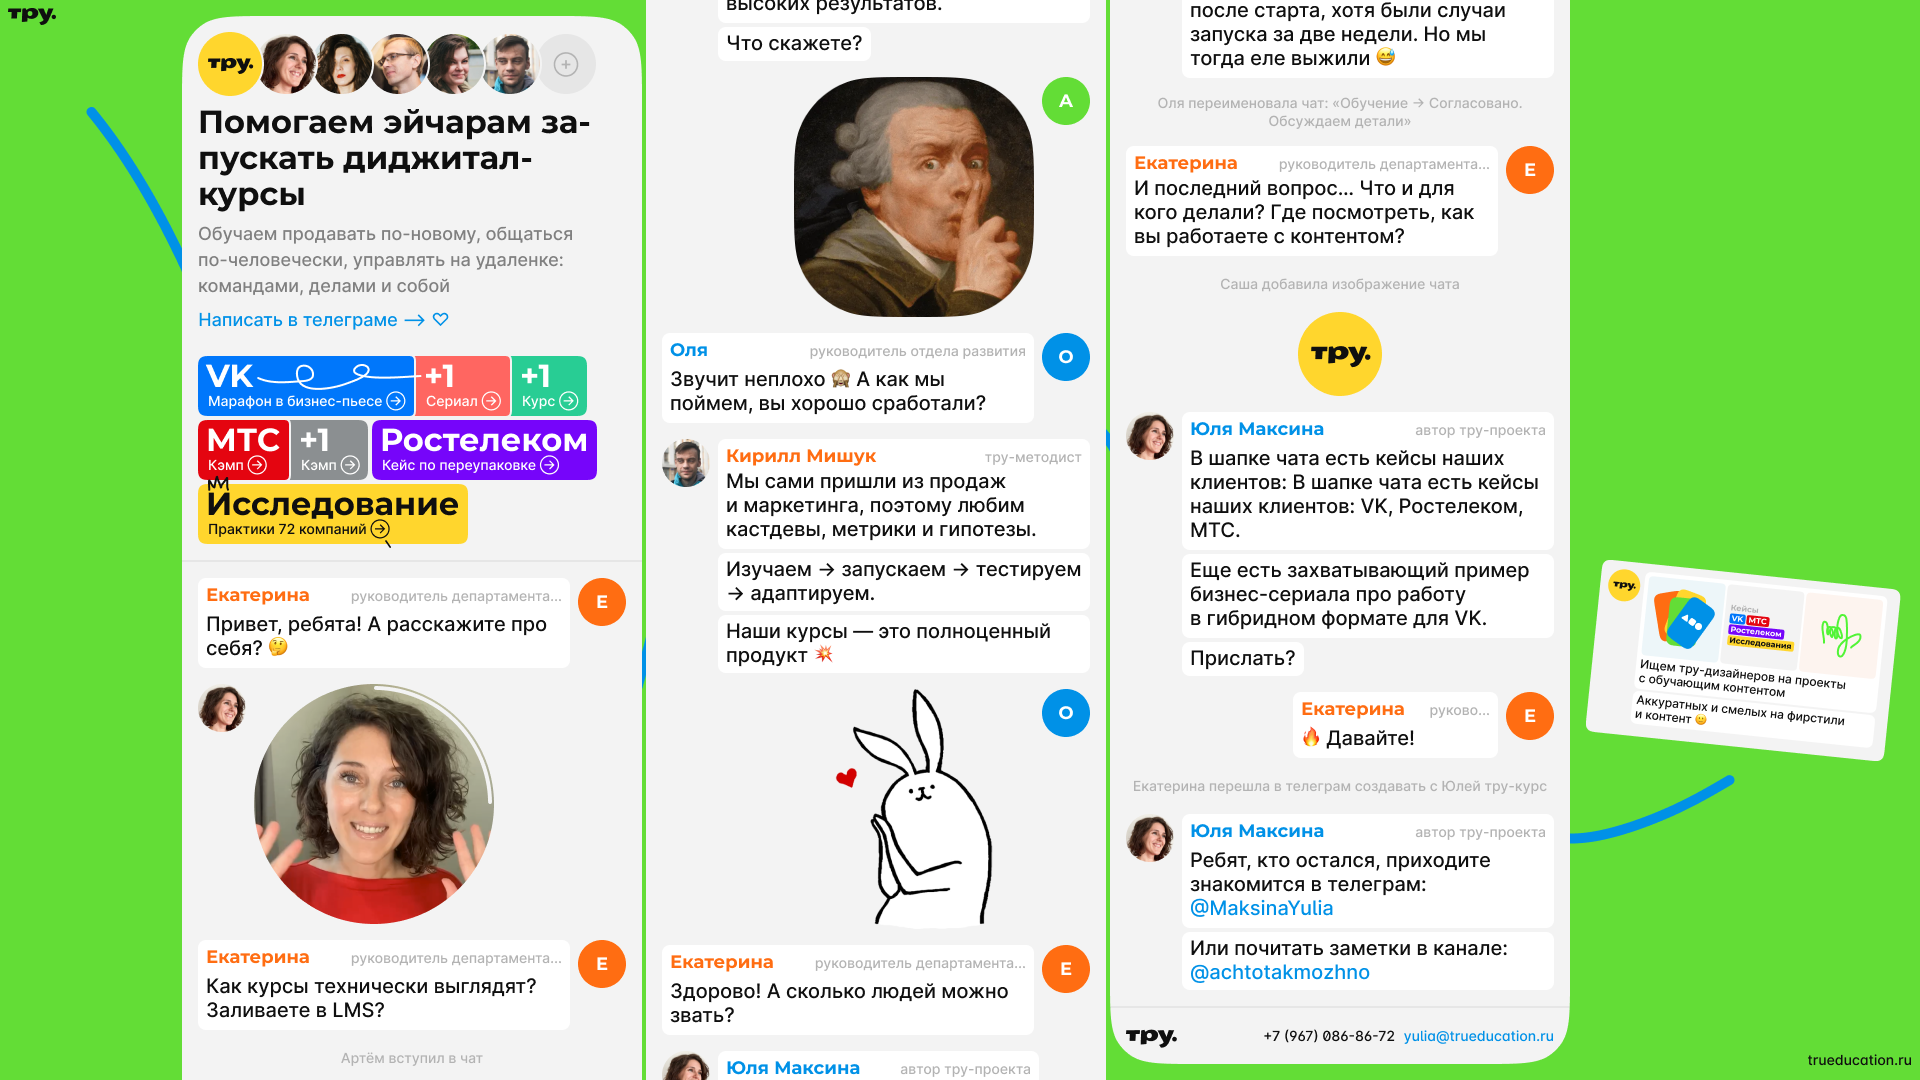 тру.
тру.
Помогаем эйчарам за-
пускать диджитал-
курсы
Обучаем продавать по-новому, общаться
по-человечески, управлять на удаленке:
командами, делами и собой
Написать в телеграме → ♡
VK
Марафон в бизнес-пьесе
+1
Сериал
+1
Курс
МТС
Кэмп
+1
Кэмп
Ростелеком
Кейс по переупаковке
Исследование
Практики 72 компаний
Екатерина руководитель департамента...
Привет, ребята! А расскажите про
себя? 🤔
E
Екатерина руководитель департамента...
Как курсы технически выглядят?
Заливаете в LMS?
E
Артём вступил в чат
высоких результатов.
Что скажете?
А
Оля руководитель отдела развития
Звучит неплохо 🙈 А как мы
поймем, вы хорошо сработали?
О
Кирилл Мишук тру-методист
Мы сами пришли из продаж
и маркетинга, поэтому любим
кастдевы, метрики и гипотезы.
Изучаем → запускаем → тестируем
→ адаптируем.
Наши курсы — это полноценный
продукт 💥
О
Екатерина руководитель департамента...
Здорово! А сколько людей можно
звать?
E
Юля Максина автор тру-проекта
после старта, хотя были случаи
запуска за две недели. Но мы
тогда еле выжили 😅
Оля переименовала чат: «Обучение → Согласовано.
Обсуждаем детали»
Екатерина руководитель департамента...
И последний вопрос... Что и для
кого делали? Где посмотреть, как
вы работаете с контентом?
E
Саша добавила изображение чата
тру.
Юля Максина автор тру-проекта
В шапке чата есть кейсы наших
клиентов: В шапке чата есть кейсы
наших клиентов: VK, Ростелеком,
МТС.
Еще есть захватывающий пример
бизнес-сериала про работу
в гибридном формате для VK.
Прислать?
Екатерина руково...
🔥 Давайте!
E
Екатерина перешла в телеграм создавать с Юлей тру-курс
Юля Максина автор тру-проекта
Ребят, кто остался, приходите
знакомится в телеграм:
@MaksinaYulia
Или почитать заметки в канале:
@achtotakmozhno
тру.
+7 (967) 086-86-72 yulia@trueducation.ru
тру.
Кейсы
VK МТС
Ростелеком
Исследования
Ищем тру-дизайнеров на проекты
с обучающим контентом
Аккуратных и смелых на фирстили
и контент 🙂
trueducation.ru